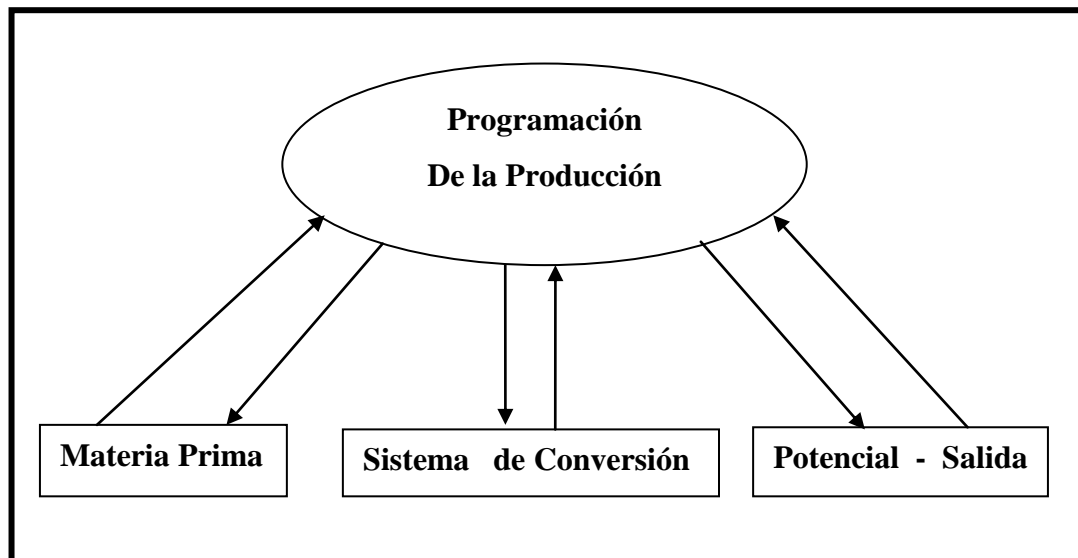 Programación
De la Producción
Materia Prima
Sistema de Conversión
Potencial - Salida